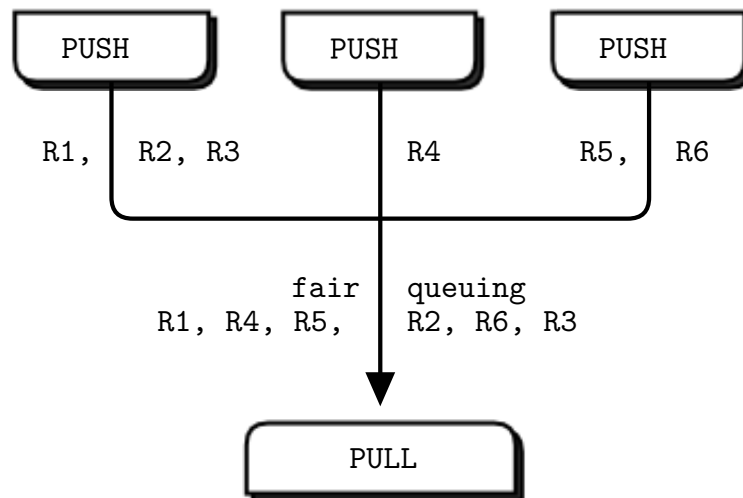 PUSH PUSH PUSH
R1, R2, R3 R4 R5, R6
fair queuing
R1, R4, R5, R2, R6, R3
PULL